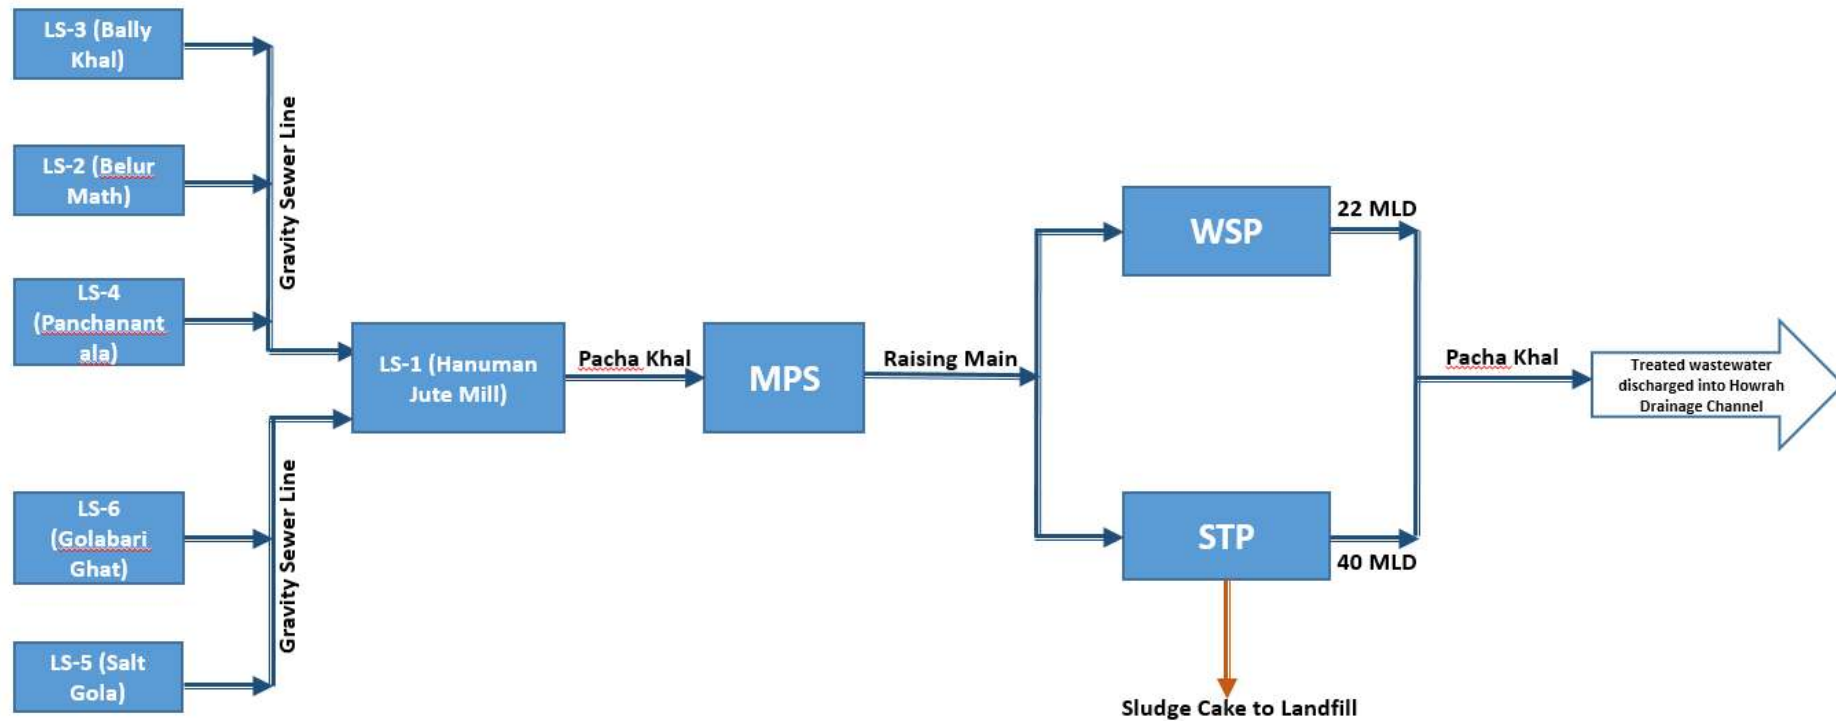 LS-3 (Bally
Khal)
LS-2 (Belur
Math)
LS-4
(Panchanant
ala)
Gravity Sewer Line
LS-6
(Golabari
Ghat)
LS-5 (Salt
Gola)
Gravity Sewer Line
LS-1 (Hanuman
Jute Mill)
Pacha Khal
MPS
Raising Main
WSP
22 MLD
STP
40 MLD
Sludge Cake to Landfill
Pacha Khal
Treated wastewater
discharged into Howrah
Drainage Channel